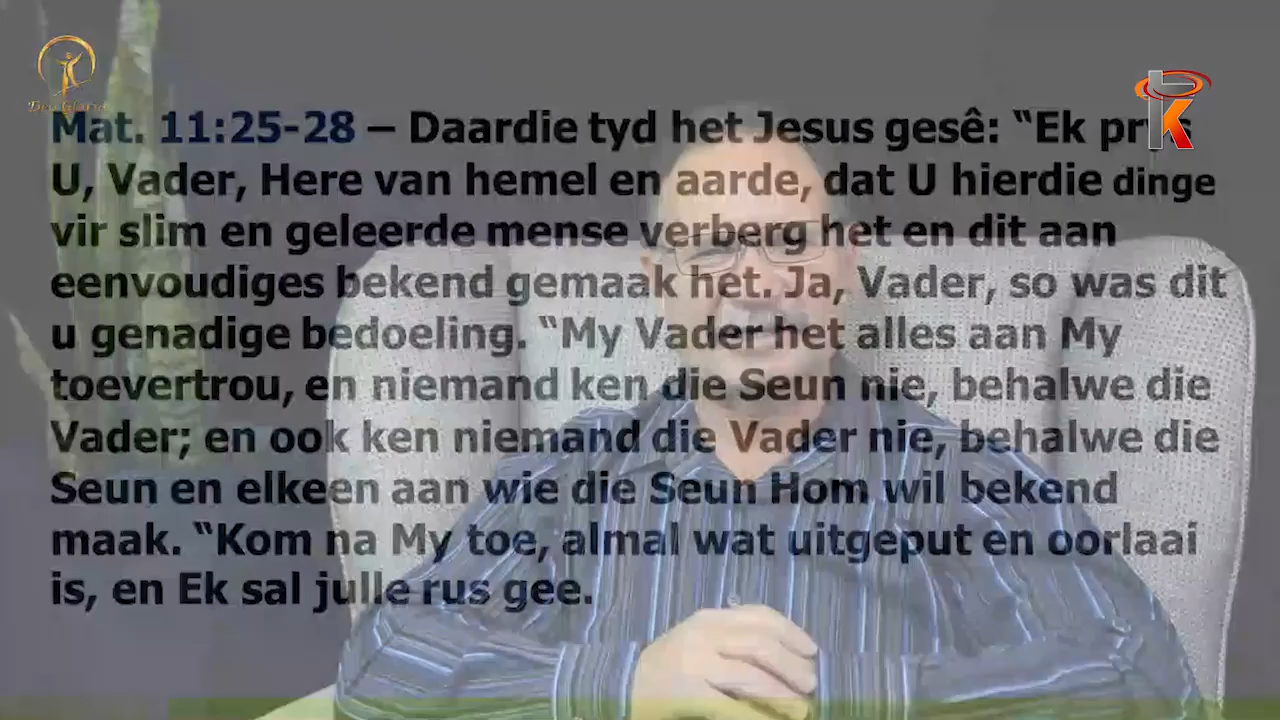 Mat. 11:25-28 – Daardie tyd het Jesus gesê: “Ek prys
U, Vader, Here van hemel en aarde, dat U hierdie dinge
vir slim en geleerde mense verberg het en dit aan
eenvoudiges bekend gemaak het. Ja, Vader, so was dit
u genadige bedoeling. “My Vader het alles aan My
toevertrou, en niemand ken die Seun nie, behalwe die
Vader; en ook ken niemand die Vader nie, behalwe die
Seun en elkeen aan wie die Seun Hom wil bekend
maak. “Kom na My toe, almal wat uitgeput en oorlaai
is, en Ek sal julle rus gee.